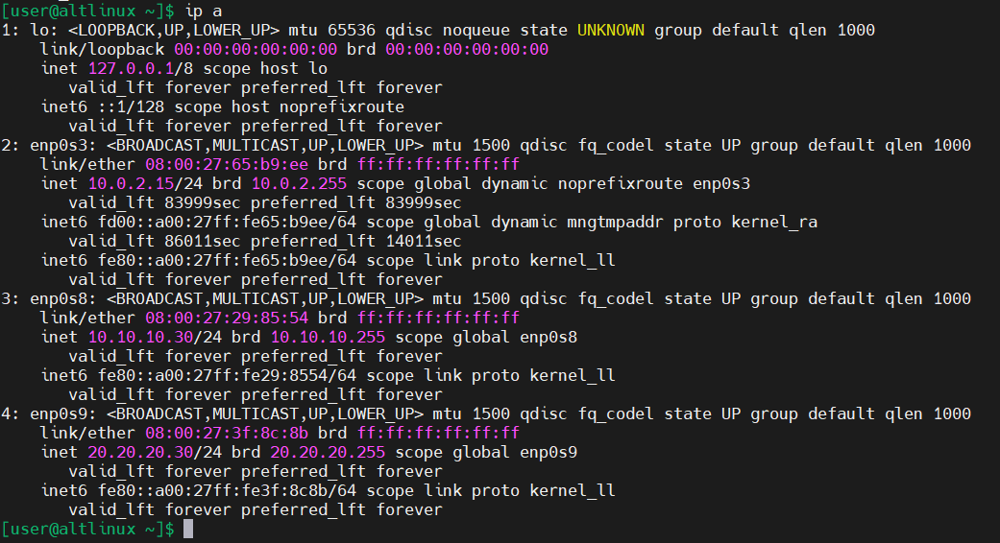 [user@altlinux ~]$ ip a
1: lo: <LOOPBACK,UP,LOWER_UP> mtu 65536 qdisc noqueue state UNKNOWN group default qlen 1000
    link/loopback 00:00:00:00:00:00 brd 00:00:00:00:00:00
    inet 127.0.0.1/8 scope host lo
       valid_lft forever preferred_lft forever
    inet6 ::1/128 scope host noprefixroute
       valid_lft forever preferred_lft forever
2: enp0s3: <BROADCAST,MULTICAST,UP,LOWER_UP> mtu 1500 qdisc fq_codel state UP group default qlen 1000
    link/ether 08:00:27:65:b9:ee brd ff:ff:ff:ff:ff:ff
    inet 10.0.2.15/24 brd 10.0.2.255 scope global dynamic noprefixroute enp0s3
       valid_lft 83999sec preferred_lft 83999sec
    inet6 fd00::a00:27ff:fe65:b9ee/64 scope global dynamic mngtmpaddr proto kernel_ra
       valid_lft 86011sec preferred_lft 14011sec
    inet6 fe80::a00:27ff:fe65:b9ee/64 scope link proto kernel_ll
       valid_lft forever preferred_lft forever
3: enp0s8: <BROADCAST,MULTICAST,UP,LOWER_UP> mtu 1500 qdisc fq_codel state UP group default qlen 1000
    link/ether 08:00:27:29:85:54 brd ff:ff:ff:ff:ff:ff
    inet 10.10.10.30/24 brd 10.10.10.255 scope global enp0s8
       valid_lft forever preferred_lft forever
    inet6 fe80::a00:27ff:fe29:8554/64 scope link proto kernel_ll
       valid_lft forever preferred_lft forever
4: enp0s9: <BROADCAST,MULTICAST,UP,LOWER_UP> mtu 1500 qdisc fq_codel state UP group default qlen 1000
    link/ether 08:00:27:3f:8c:8b brd ff:ff:ff:ff:ff:ff
    inet 20.20.20.30/24 brd 20.20.20.255 scope global enp0s9
       valid_lft forever preferred_lft forever
    inet6 fe80::a00:27ff:fe3f:8c8b/64 scope link proto kernel_ll
       valid_lft forever preferred_lft forever
[user@altlinux ~]$